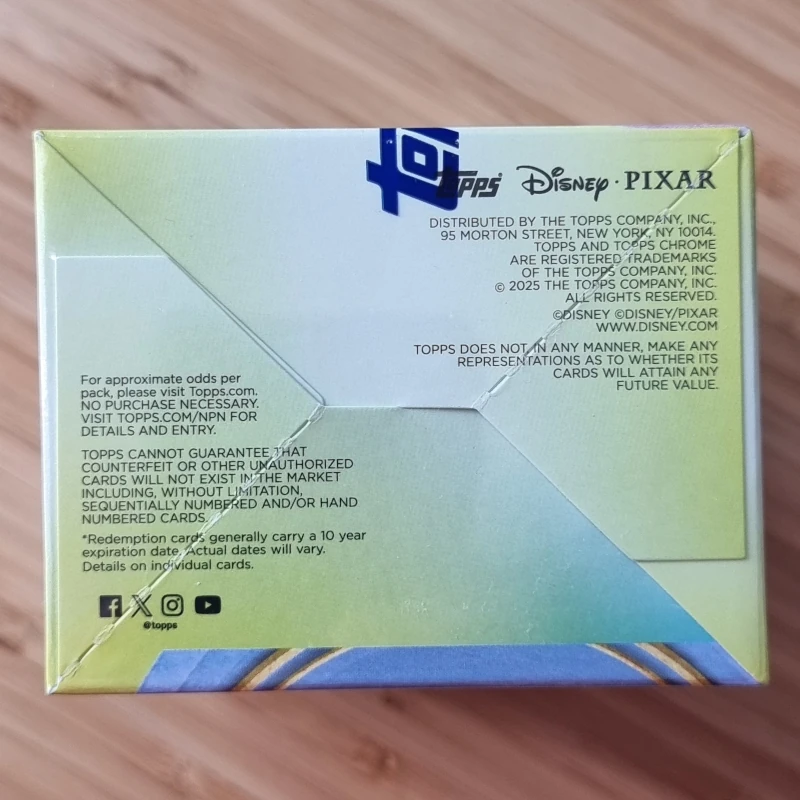 topps
TOPPS Disney · PIXAR
DISTRIBUTED BY THE TOPPS COMPANY, INC.,
95 MORTON STREET, NEW YORK, NY 10014.
TOPPS AND TOPPS CHROME
ARE REGISTERED TRADEMARKS
OF THE TOPPS COMPANY, INC.
© 2025 THE TOPPS COMPANY, INC.
ALL RIGHTS RESERVED.
©DISNEY ©DISNEY/PIXAR
WWW.DISNEY.COM
TOPPS DOES NOT, IN ANY MANNER, MAKE ANY
REPRESENTATIONS AS TO WHETHER ITS
CARDS WILL ATTAIN ANY
FUTURE VALUE.
For approximate odds per
pack, please visit Topps.com.
NO PURCHASE NECESSARY.
VISIT TOPPS.COM/NPN FOR
DETAILS AND ENTRY.
TOPPS CANNOT GUARANTEE THAT
COUNTERFEIT OR OTHER UNAUTHORIZED
CARDS WILL NOT EXIST IN THE MARKET
INCLUDING, WITHOUT LIMITATION,
SEQUENTIALLY NUMBERED AND/OR HAND
NUMBERED CARDS.
*Redemption cards generally carry a 10 year
expiration date. Actual dates will vary.
Details on individual cards.
@topps